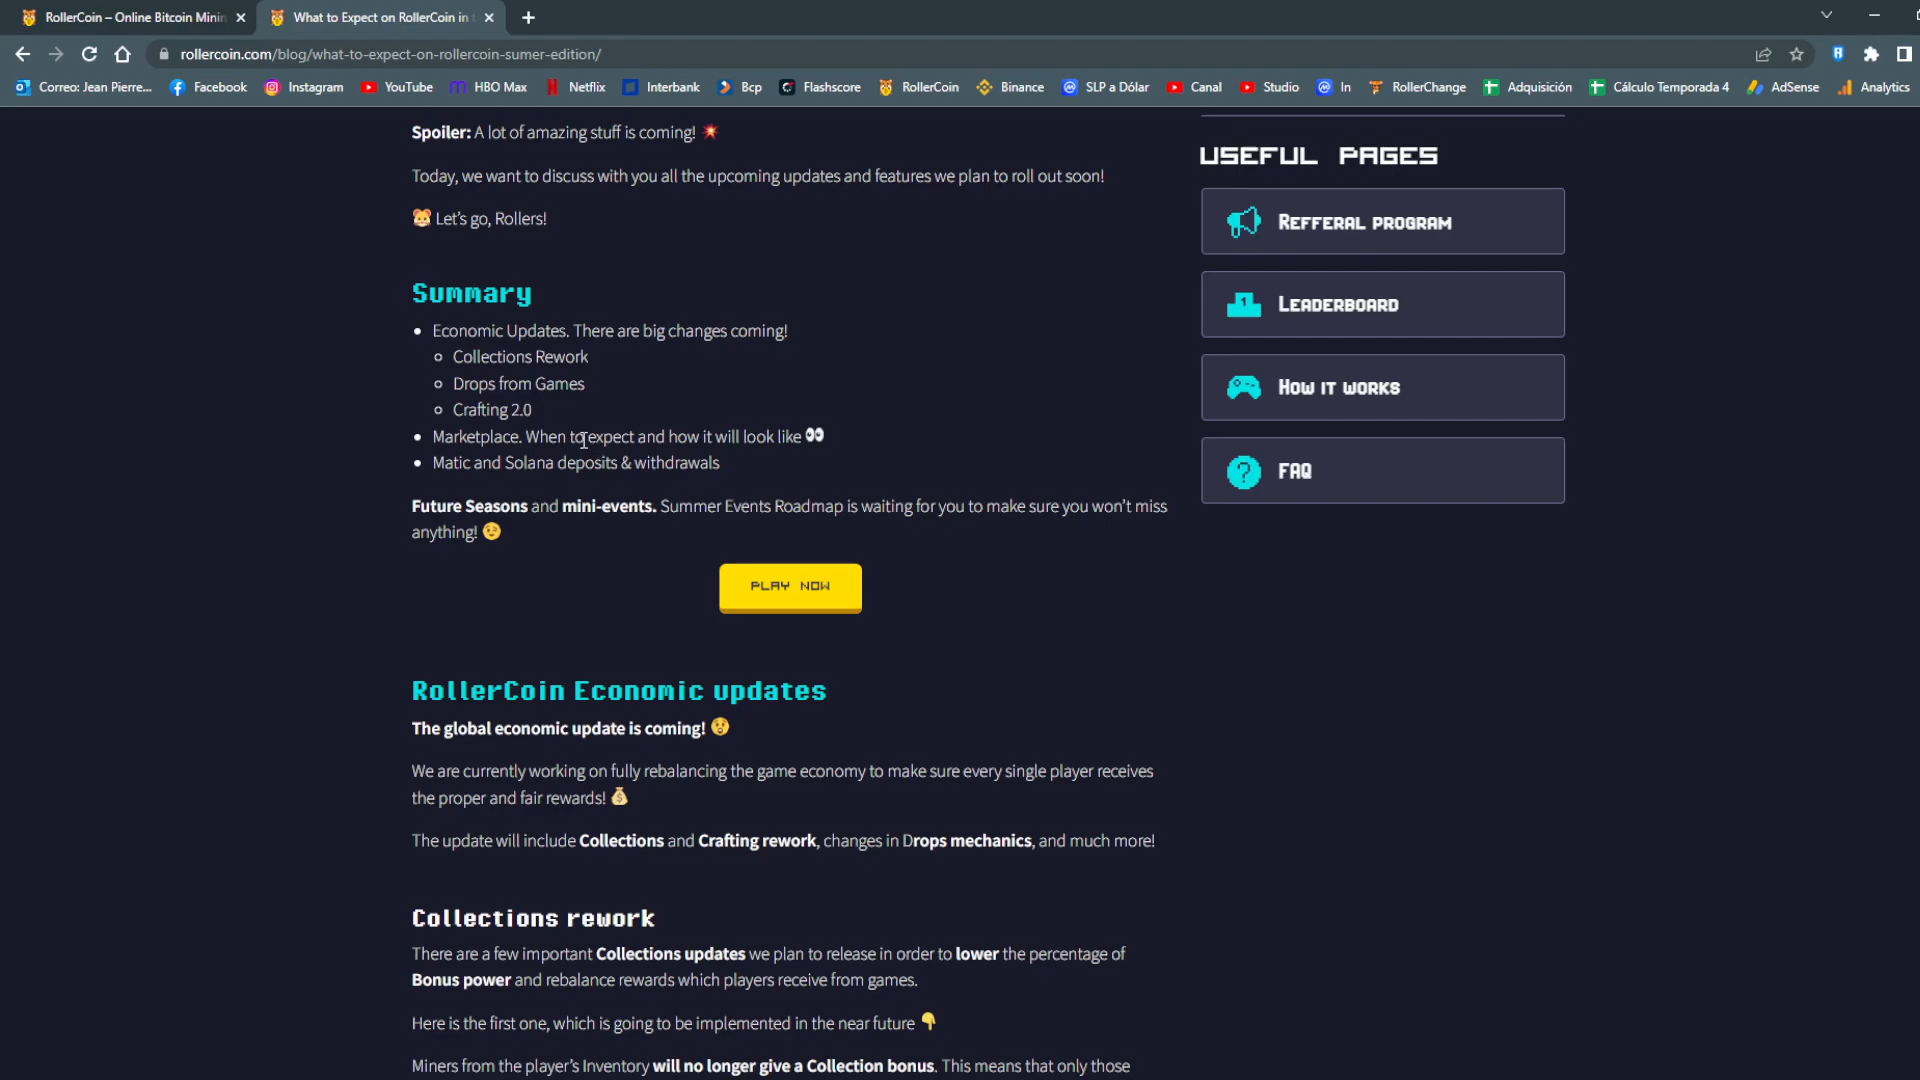 RollerCoin – Online Bitcoin Minin
What to Expect on RollerCoin in
rollercoin.com/blog/what-to-expect-on-rollercoin-sumer-edition/
Correo: Jean Pierre... Facebook Instagram YouTube HBO Max Netflix Interbank Bcp Flashscore RollerCoin Binance SLP a Dólar Canal Studio In RollerChange Adquisición Cálculo Temporada 4 AdSense Analytics
Spoiler: A lot of amazing stuff is coming! 💥
Today, we want to discuss with you all the upcoming updates and features we plan to roll out soon!
🐹 Let's go, Rollers!
Summary
• Economic Updates. There are big changes coming!
◦ Collections Rework
◦ Drops from Games
◦ Crafting 2.0
• Marketplace. When to expect and how it will look like 👀
• Matic and Solana deposits & withdrawals
Future Seasons and mini-events. Summer Events Roadmap is waiting for you to make sure you won't miss
anything! 😉
PLAY NOW
RollerCoin Economic updates
The global economic update is coming! 😲
We are currently working on fully rebalancing the game economy to make sure every single player receives
the proper and fair rewards! 💰
The update will include Collections and Crafting rework, changes in Drops mechanics, and much more!
Collections rework
There are a few important Collections updates we plan to release in order to lower the percentage of
Bonus power and rebalance rewards which players receive from games.
Here is the first one, which is going to be implemented in the near future 👇
Miners from the player's Inventory will no longer give a Collection bonus. This means that only those
USEFUL PAGES
REFFERAL PROGRAM
1
LEADERBOARD
HOW IT WORKS
?
FAQ